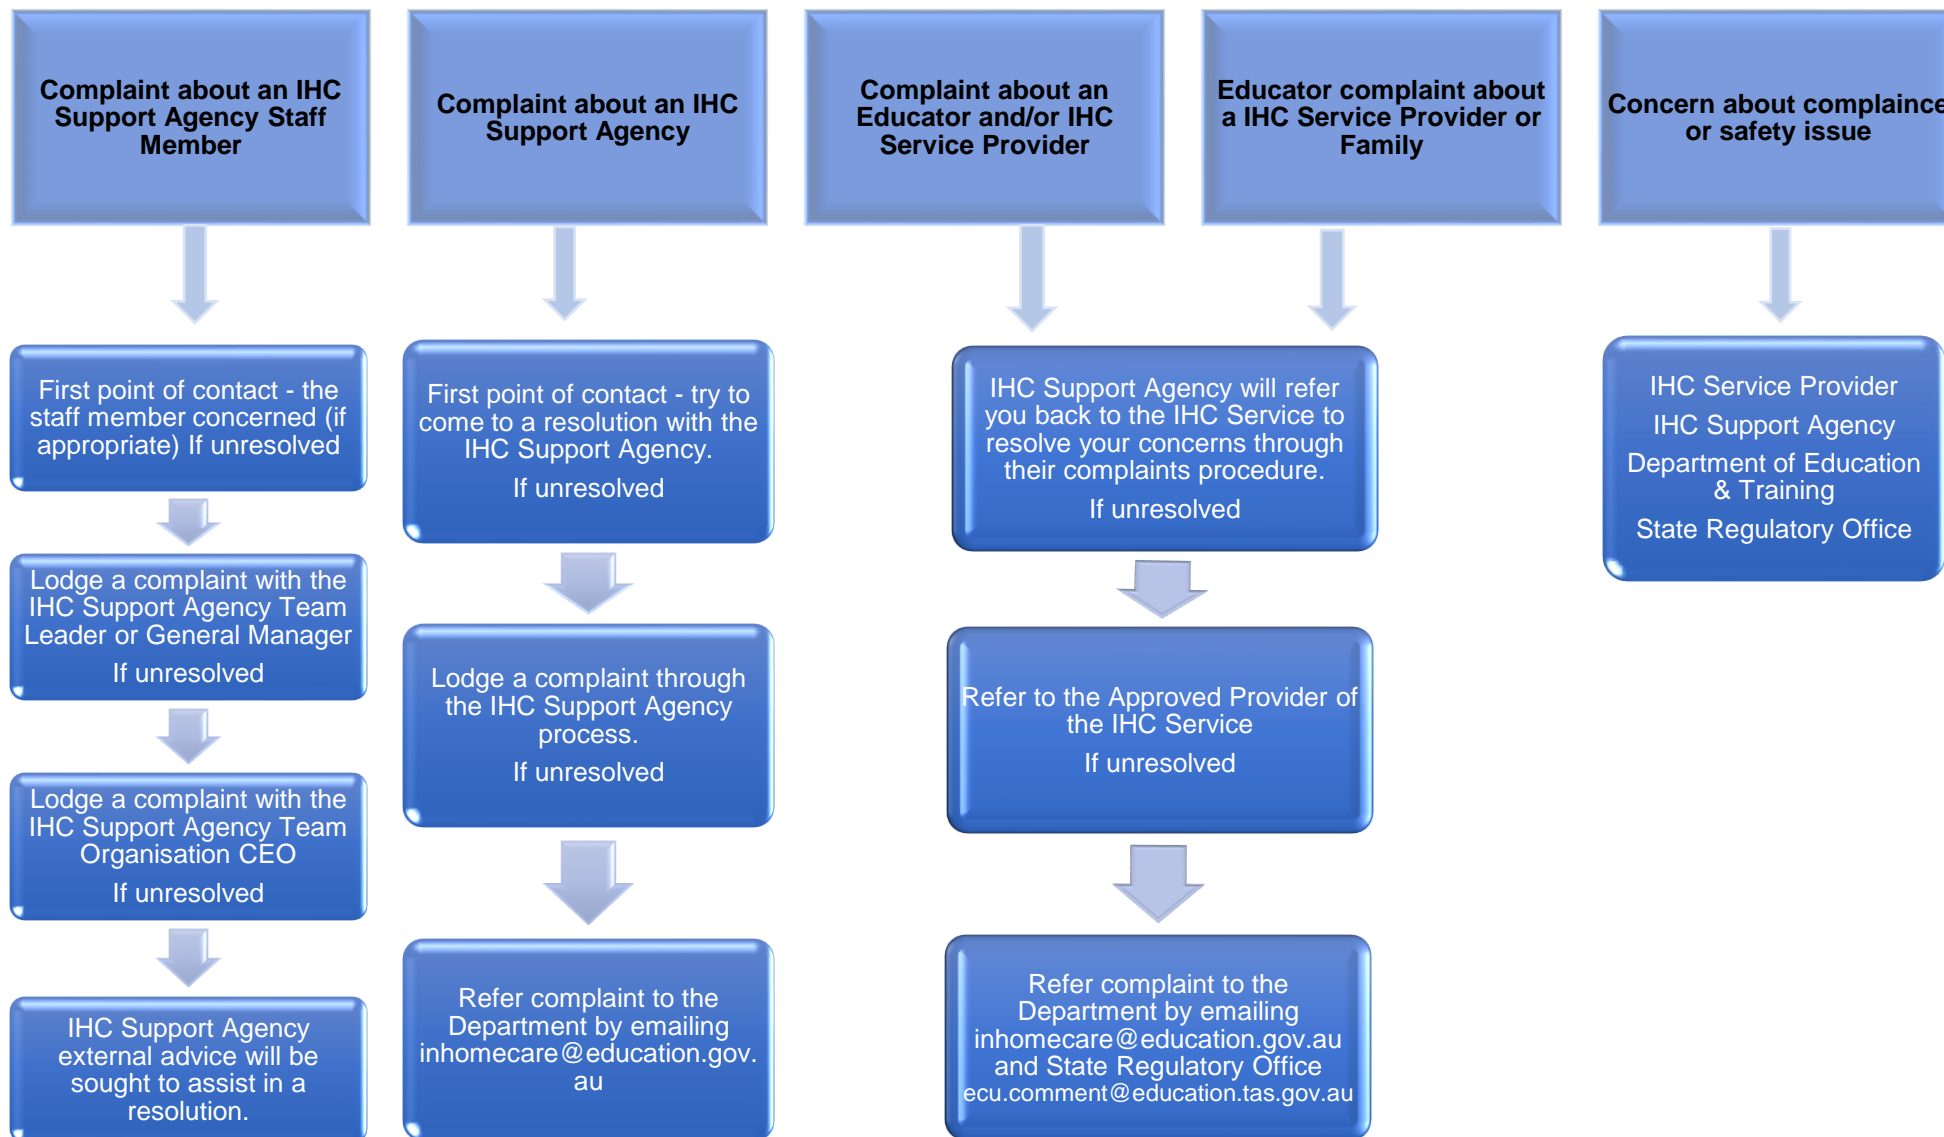 Complaint about an IHC
Support Agency Staff
Member
Complaint about an IHC
Support Agency
Complaint about an
Educator and/or IHC
Service Provider
Educator complaint about
a IHC Service Provider or
Family
Concern about complaince
or safety issue
First point of contact - the
staff member concerned (if
appropriate) If unresolved
Lodge a complaint with the
IHC Support Agency Team
Leader or General Manager
If unresolved
Lodge a complaint with the
IHC Support Agency Team
Organisation CEO
If unresolved
IHC Support Agency
external advice will be
sought to assist in a
resolution.
First point of contact - try to
come to a resolution with the
IHC Support Agency.
If unresolved
Lodge a complaint through
the IHC Support Agency
process.
If unresolved
Refer complaint to the
Department by emailing
inhomecare@education.gov.
au
IHC Support Agency will refer
you back to the IHC Service to
resolve your concerns through
their complaints procedure.
If unresolved
Refer to the Approved Provider of
the IHC Service
If unresolved
Refer complaint to the
Department by emailing
inhomecare@education.gov.au
and State Regulatory Office
ecu.comment@education.tas.gov.au
IHC Service Provider
IHC Support Agency
Department of Education
& Training
State Regulatory Office